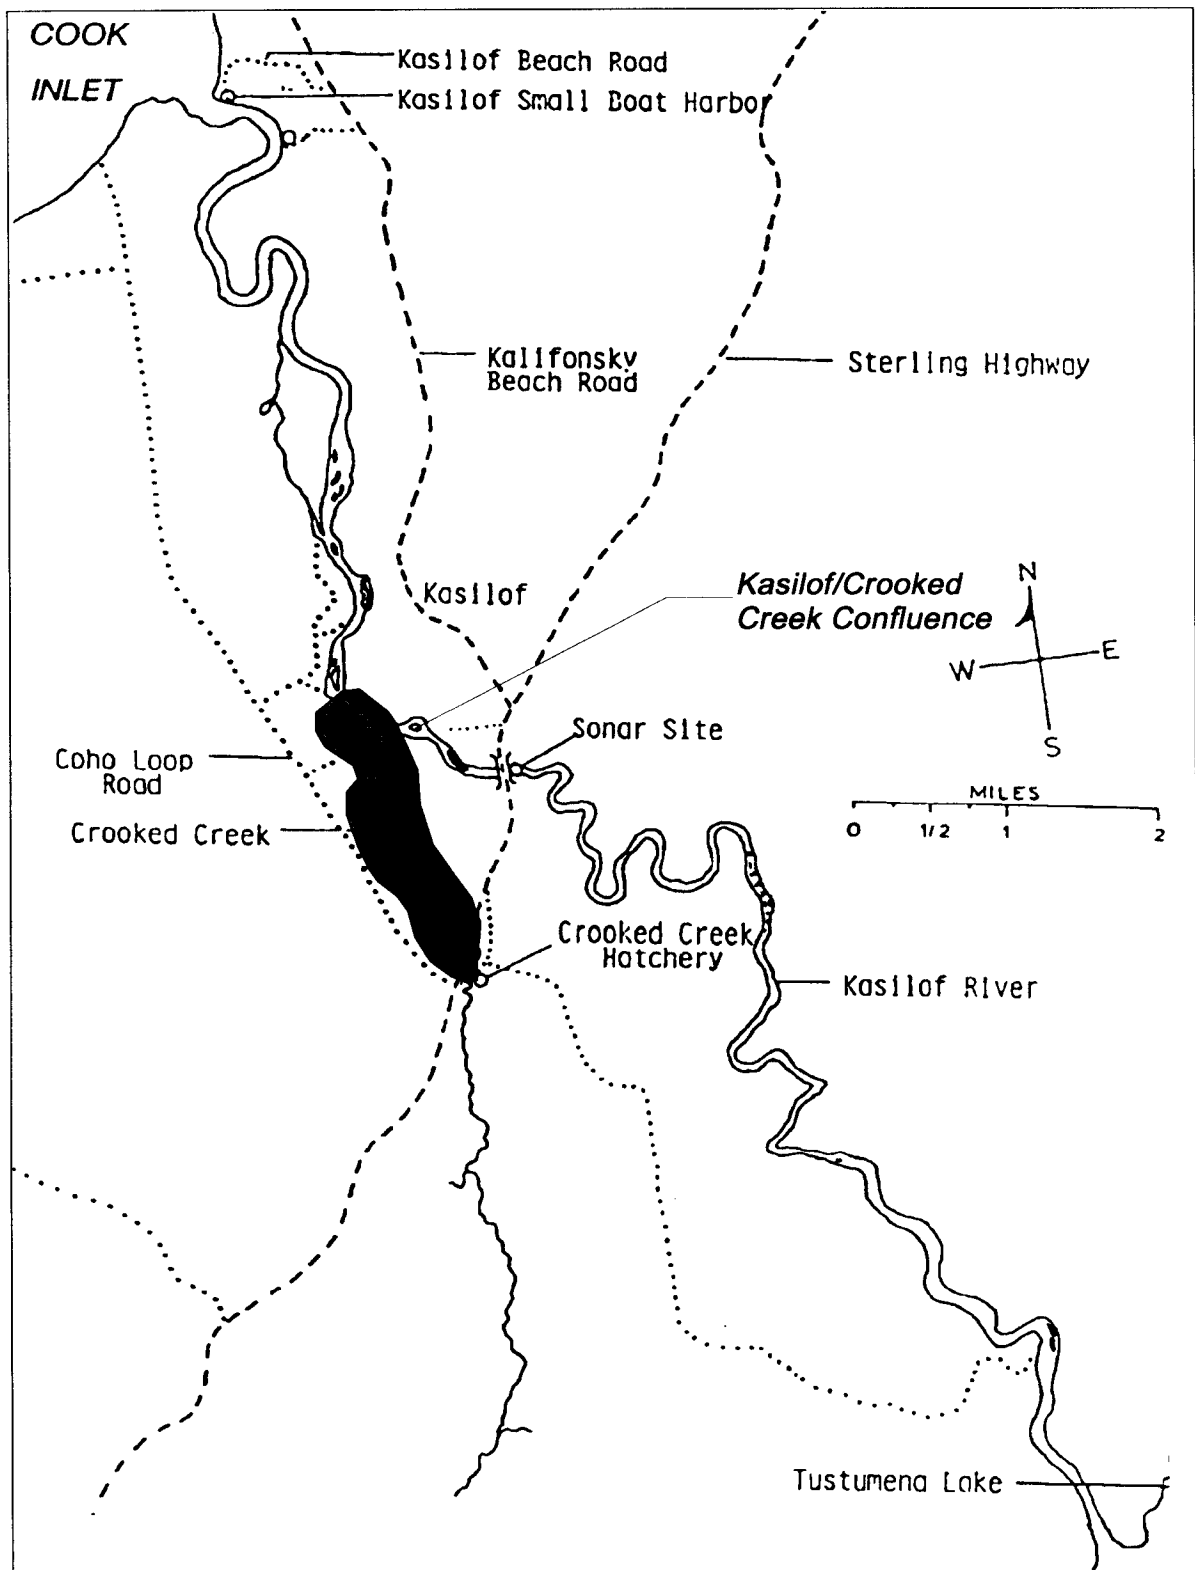 COOK
INLET
Kasilof Beach Road
Kasilof Small Boat Harbor
Kalifonsky
Beach Road
Sterling Highway
Kasilof
Kasilof/Crooked
Creek Confluence
N
W
E
S
Sonar Site
Coho Loop
Road
Crooked Creek
MILES
0 1/2 1 2
Crooked Creek
Hatchery
Kasilof River
Tustumena Lake